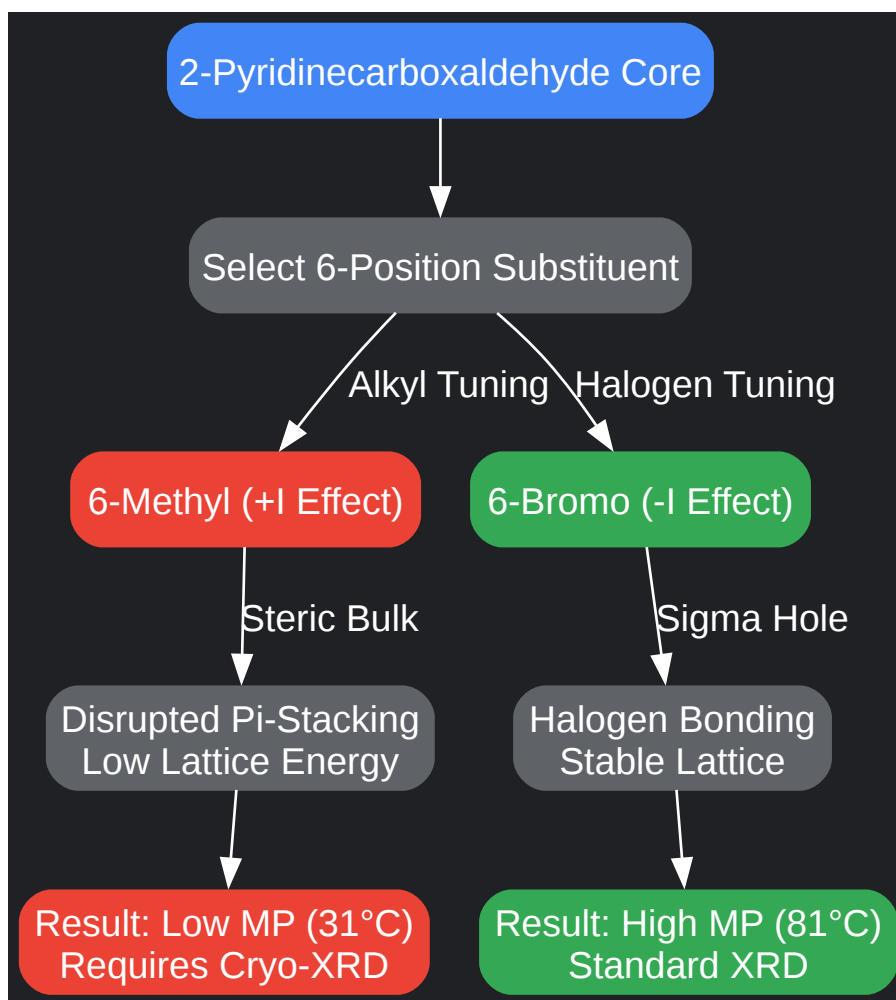 2-Pyridinecarboxaldehyde Core
Select 6-Position Substituent
Alkyl Tuning
Halogen Tuning
6-Methyl (+I Effect)
6-Bromo (-I Effect)
Steric Bulk
Sigma Hole
Disrupted Pi-Stacking
Low Lattice Energy
Halogen Bonding
Stable Lattice
Result: Low MP (31°C)
Requires Cryo-XRD
Result: High MP (81°C)
Standard XRD